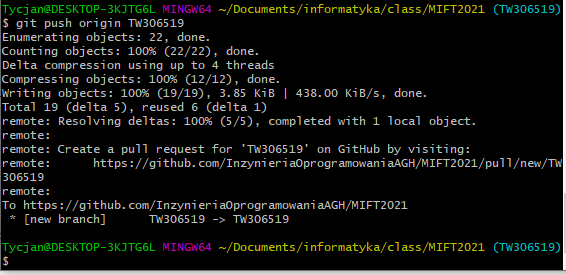 Tycjan@DESKTOP-3KJTG6L MINGW64 ~/Documents/informatyka/class/MIFT2021 (TW306519)
$ git push origin TW306519
Enumerating objects: 22, done.
Counting objects: 100% (22/22), done.
Delta compression using up to 4 threads
Compressing objects: 100% (12/12), done.
Writing objects: 100% (19/19), 3.85 KiB | 438.00 KiB/s, done.
Total 19 (delta 5), reused 6 (delta 1)
remote: Resolving deltas: 100% (5/5), completed with 1 local object.
remote:
remote: Create a pull request for 'TW306519' on GitHub by visiting:
remote:      https://github.com/InzynieriaOprogramowaniaAGH/MIFT2021/pull/new/TW
306519
remote:
To https://github.com/InzynieriaOprogramowaniaAGH/MIFT2021
 * [new branch]      TW306519 -> TW306519
Tycjan@DESKTOP-3KJTG6L MINGW64 ~/Documents/informatyka/class/MIFT2021 (TW306519)
$